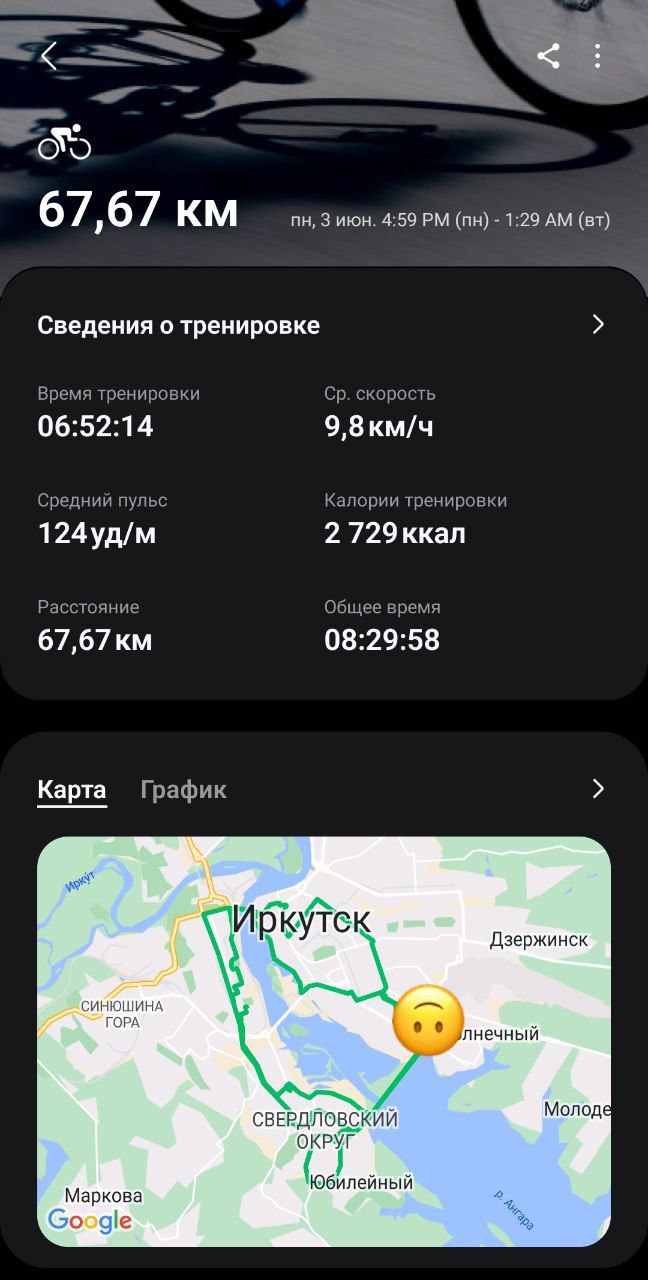 67,67 км
пн, 3 июн. 4:59 PM (пн) - 1:29 AM (вт)
Сведения о тренировке
Время тренировки
Ср. скорость
06:52:14
9,8 км/ч
Средний пульс
Калории тренировки
124 уд/м
2 729 ккал
Расстояние
Общее время
67,67 км
08:29:58
Карта
График
Иркут
Иркутск
Дзержинск
СИНЮШИНА
ГОРА
лнечный
СВЕРДЛОВСКИЙ
ОКРУГ
Молоде
Юбилейный
Маркова
р. Ангара
Google